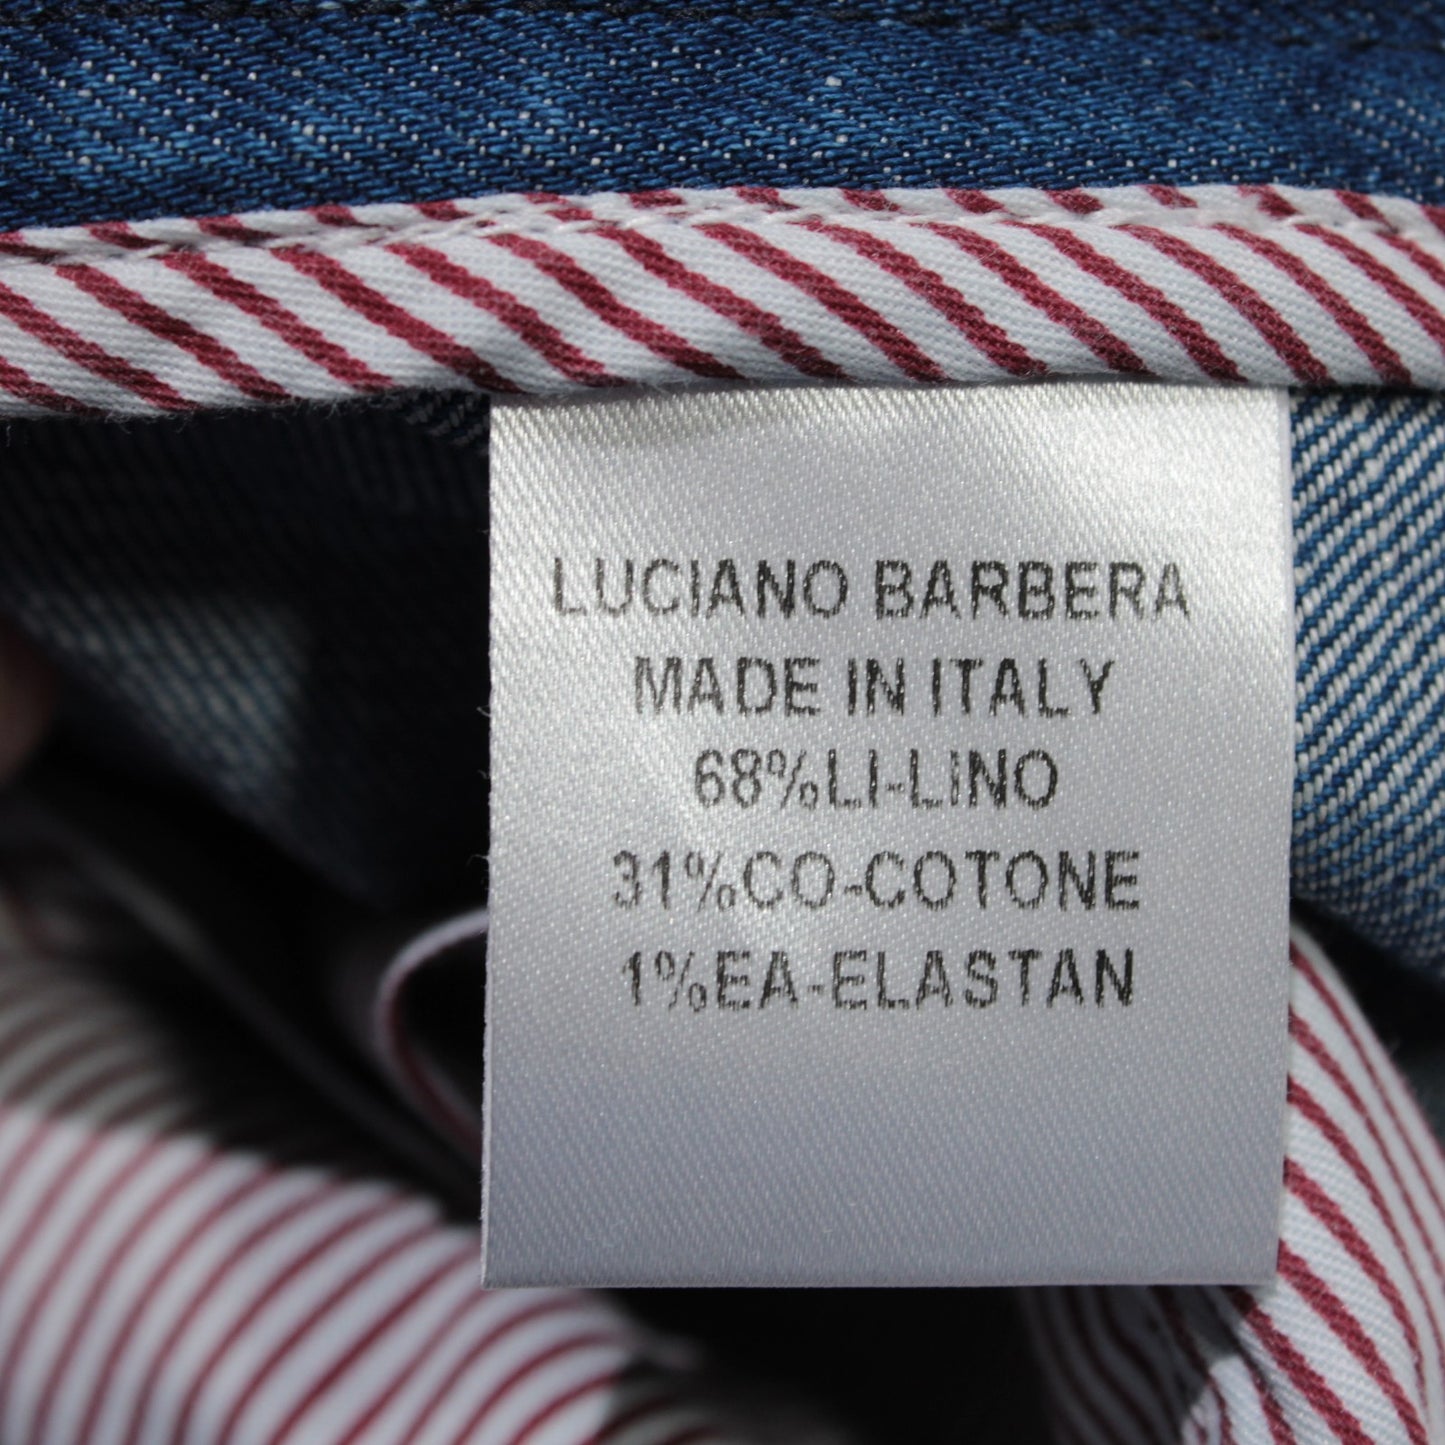 LUCIANO BARBERA
MADE IN ITALY
68%LI-LINO
31%CO-COTONE
1%EA-ELASTAN